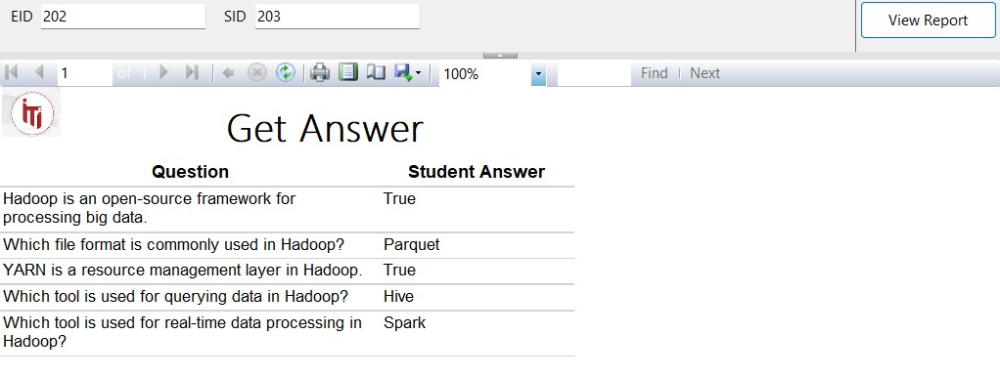 EID 202 SID 203 View Report
1 of 1 100% Find | Next
iTi
Get Answer
Question Student Answer
Hadoop is an open-source framework for True
processing big data.
Which file format is commonly used in Hadoop? Parquet
YARN is a resource management layer in Hadoop. True
Which tool is used for querying data in Hadoop? Hive
Which tool is used for real-time data processing in Spark
Hadoop?